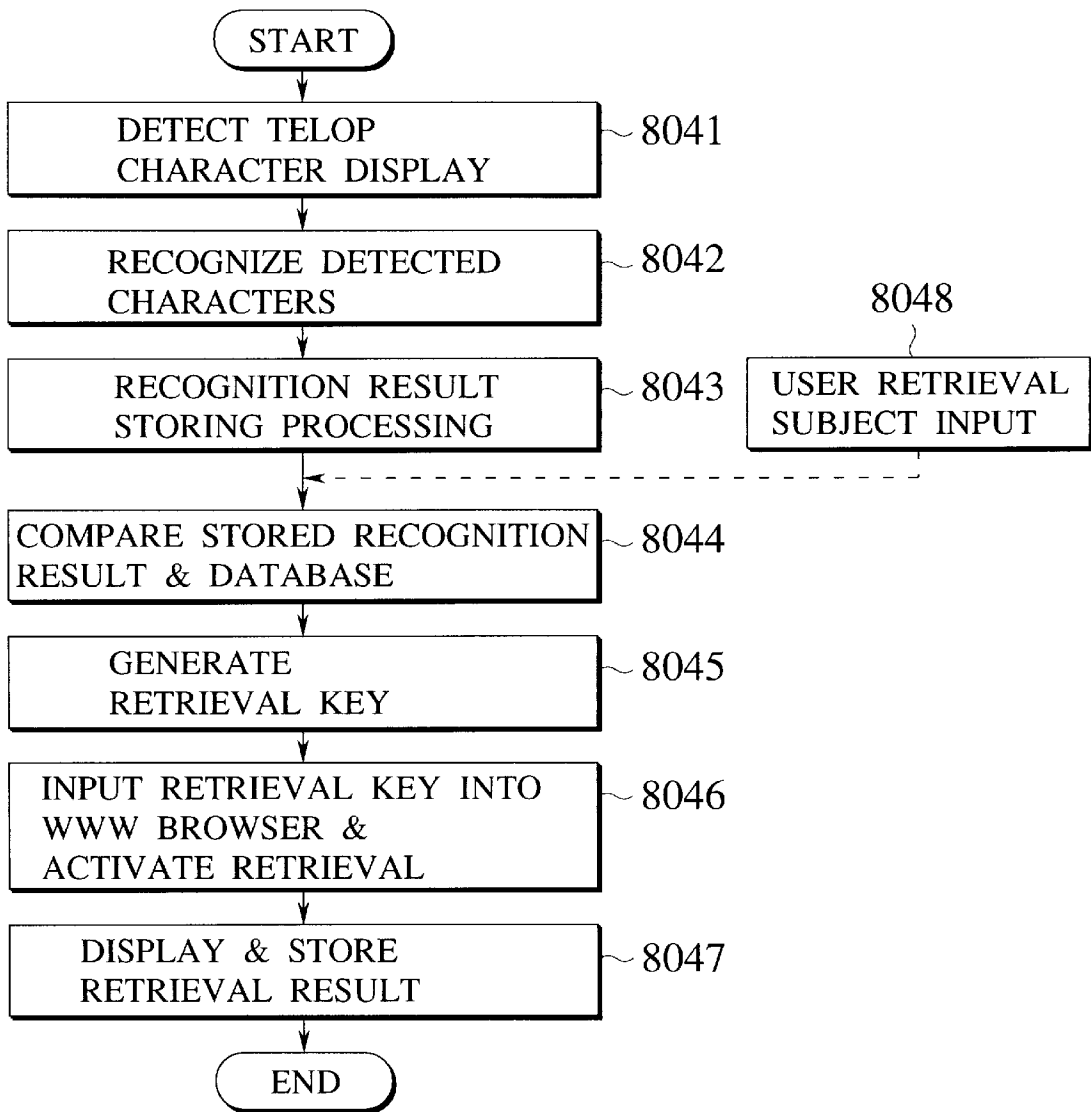 START
DETECT TELOP
CHARACTER DISPLAY
8041
RECOGNIZE DETECTED
CHARACTERS
8042
RECOGNITION RESULT
STORING PROCESSING
8043
8048
USER RETRIEVAL
SUBJECT INPUT
COMPARE STORED RECOGNITION
RESULT & DATABASE
8044
GENERATE
RETRIEVAL KEY
8045
INPUT RETRIEVAL KEY INTO
WWW BROWSER &
ACTIVATE RETRIEVAL
8046
DISPLAY & STORE
RETRIEVAL RESULT
8047
END